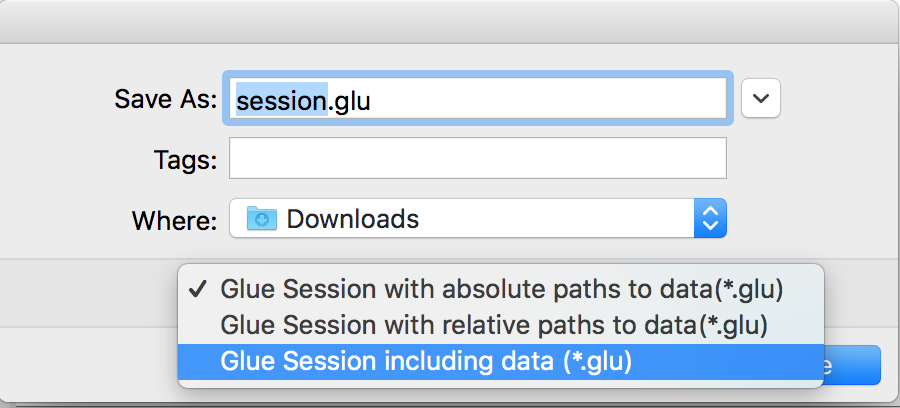 Save As: session.glu
Tags:
Where: Downloads
✓ Glue Session with absolute paths to data(*.glu)
Glue Session with relative paths to data(*.glu)
Glue Session including data (*.glu)